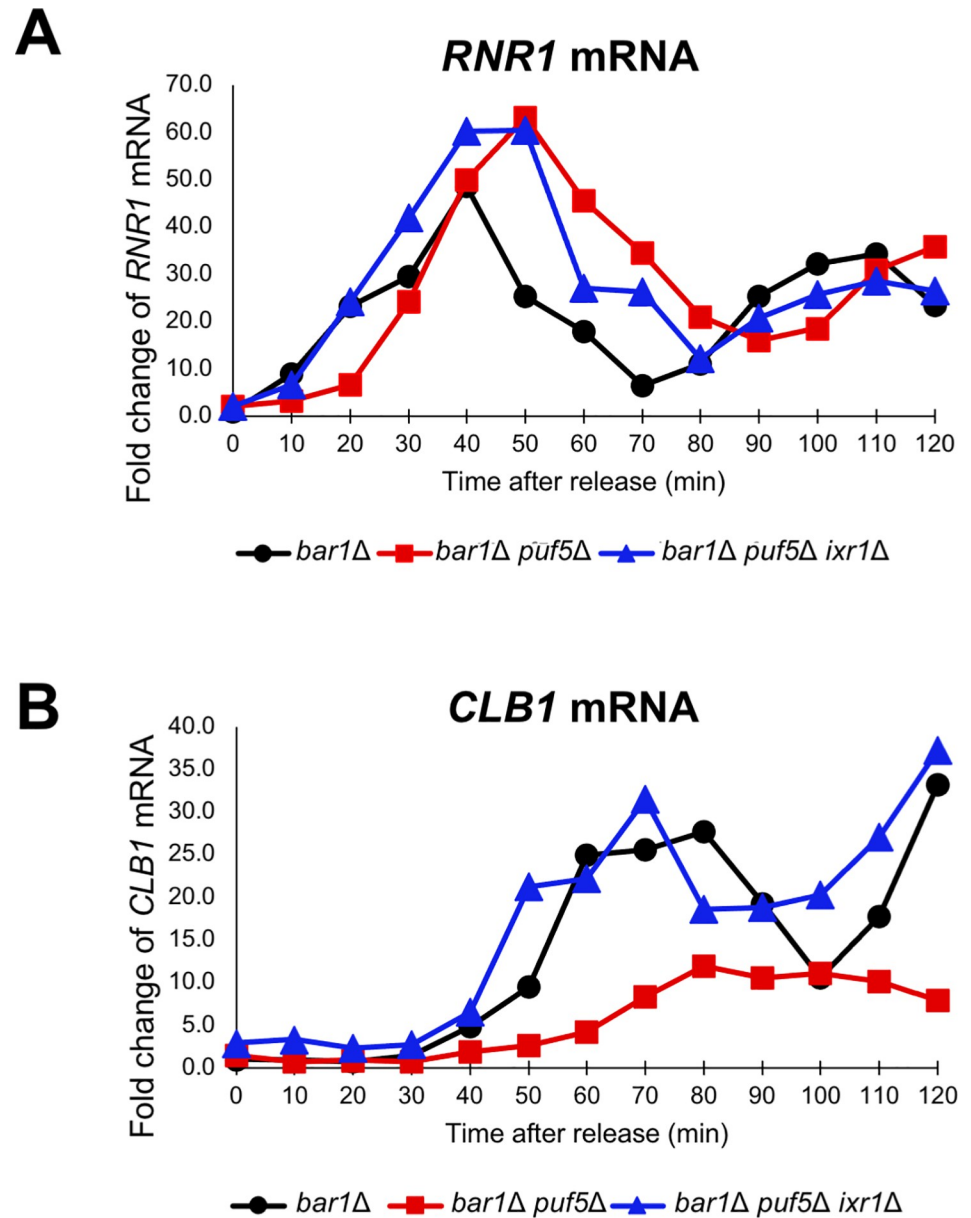 A
RNR1 mRNA
Fold change of RNR1 mRNA
70.0
60.0
50.0
40.0
30.0
20.0
10.0
0.0
0 10 20 30 40 50 60 70 80 90 100 110 120
Time after release (min)
bar1Δ bar1Δ puf5Δ bar1Δ puf5Δ ixr1Δ
B
CLB1 mRNA
Fold change of CLB1 mRNA
40.0
35.0
30.0
25.0
20.0
15.0
10.0
5.0
0.0
0 10 20 30 40 50 60 70 80 90 100 110 120
Time after release (min)
bar1Δ bar1Δ puf5Δ bar1Δ puf5Δ ixr1Δ